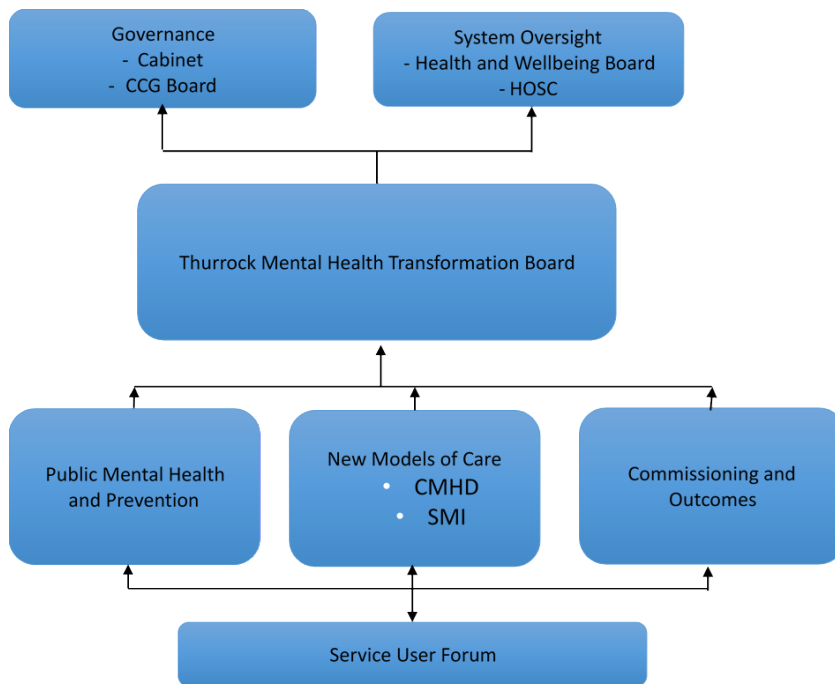 Governance
- Cabinet
- CCG Board
System Oversight
- Health and Wellbeing Board
- HOSC
Thurrock Mental Health Transformation Board
Public Mental Health
and Prevention
New Models of Care
• CMHD
• SMI
Commissioning and
Outcomes
Service User Forum